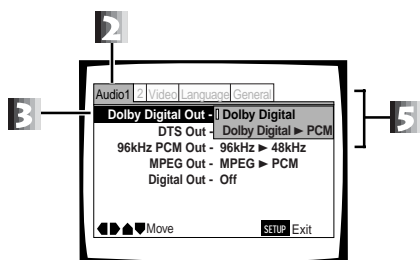 2
Audio1 2 Video Language General
3
5
Dolby Digital Out - Dolby Digital
Dolby Digital ► PCM
DTS Out -
96kHz PCM Out - 96kHz ► 48kHz
MPEG Out - MPEG ► PCM
Digital Out - Off
Move SETUP Exit